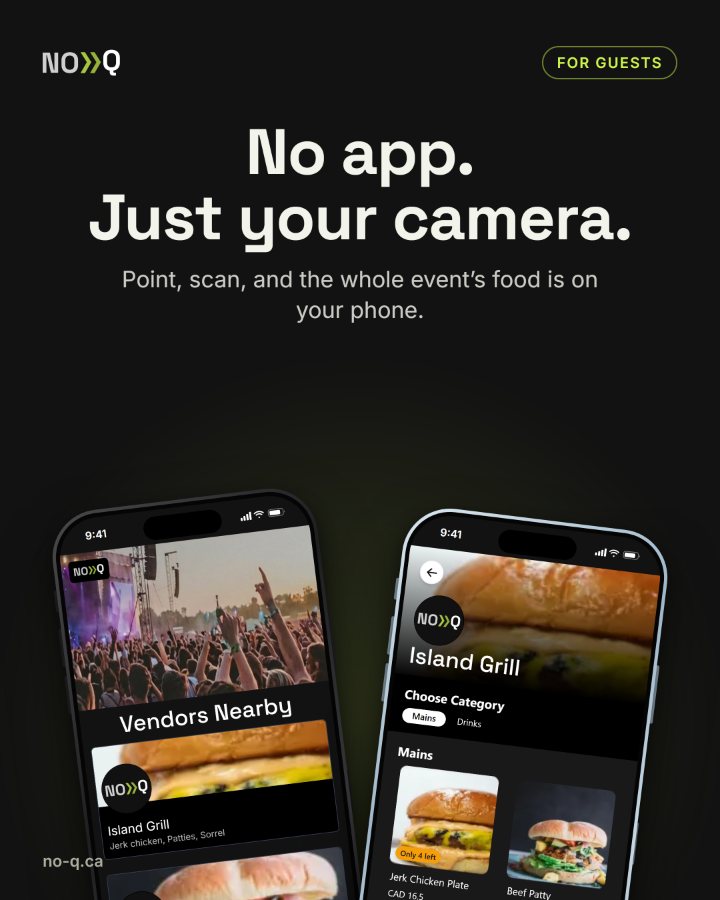 NO»Q
FOR GUESTS
No app.
Just your camera.
Point, scan, and the whole event’s food is on
your phone.
9:41
NO»Q
Vendors Nearby
NO»Q
Island Grill
Jerk chicken, Patties, Sorrel
9:41
NO»Q
Island Grill
Choose Category
Mains
Drinks
Mains
Only 4 left
Jerk Chicken Plate
CAD 16.5
Beef Patty
no-q.ca